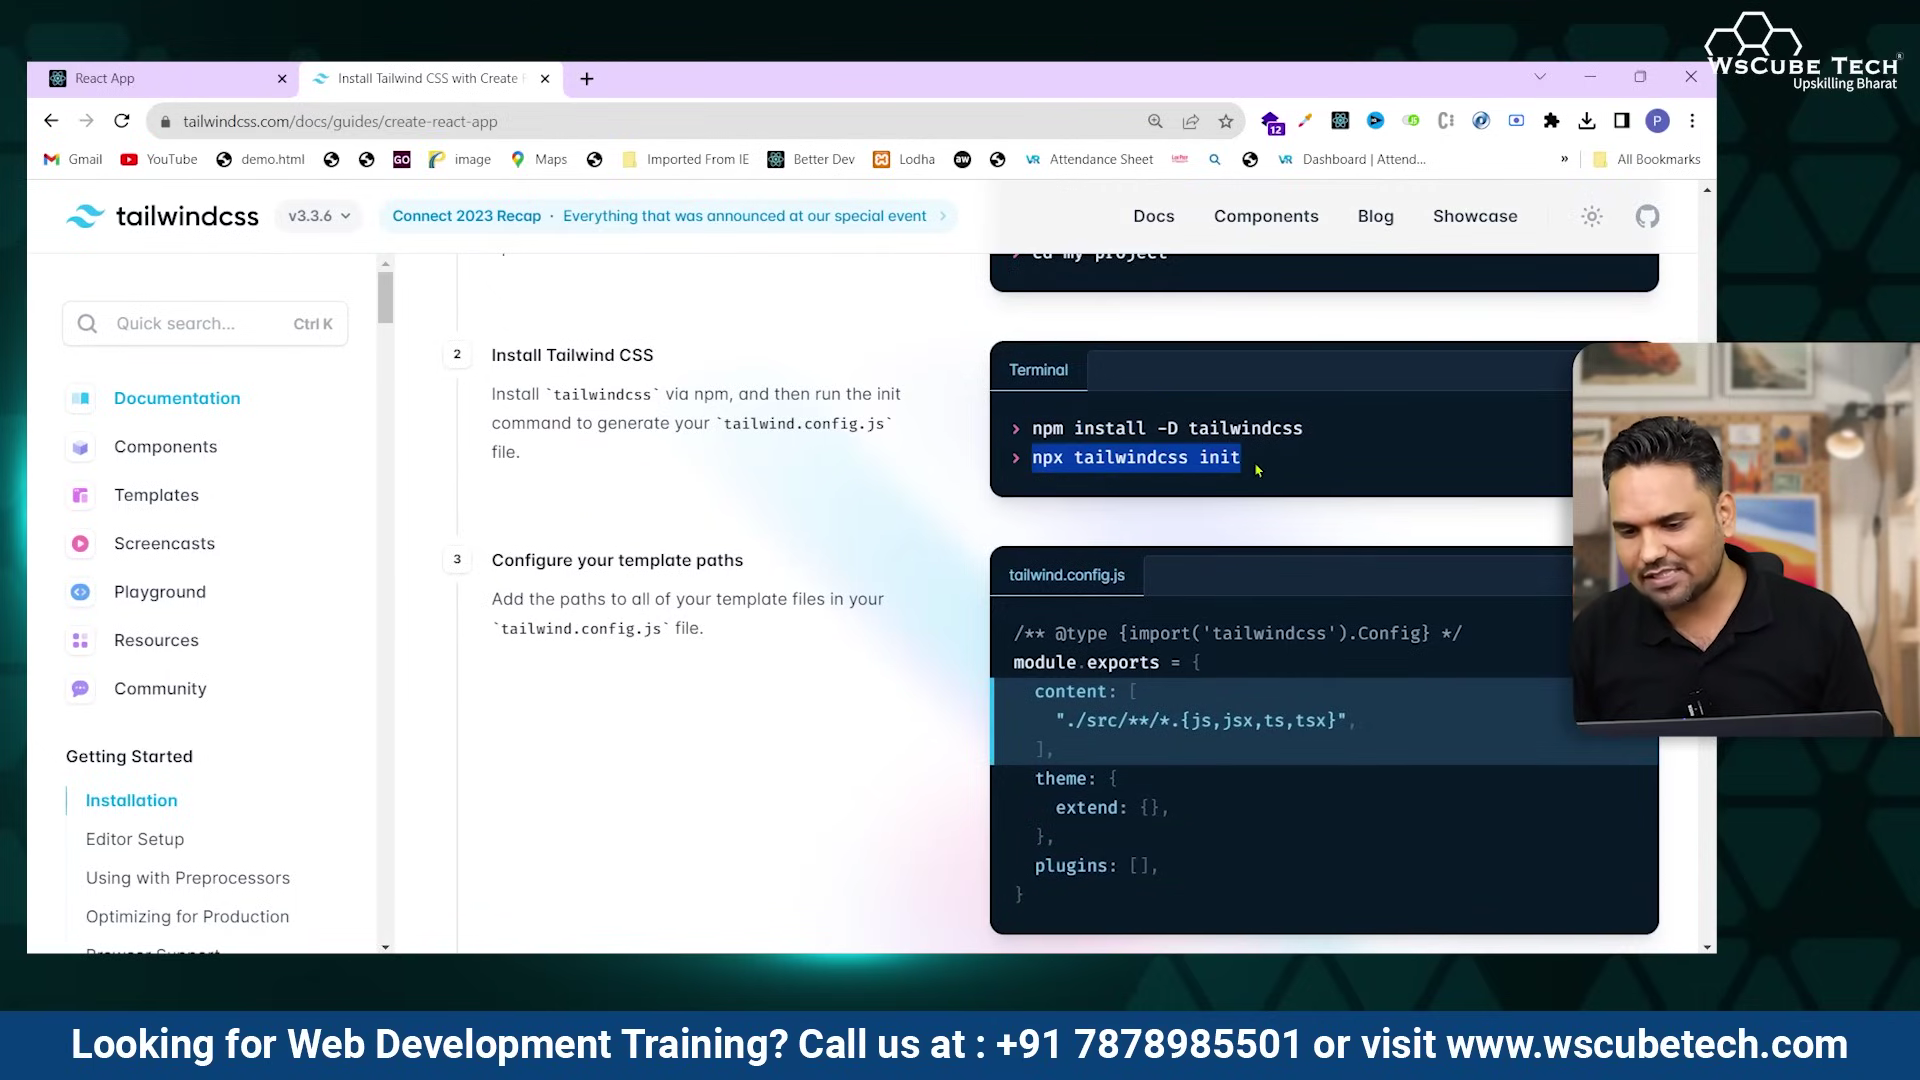 WSCUBE TECH
Upskilling Bharat
React App
Install Tailwind CSS with Create
tailwindcss.com/docs/guides/create-react-app
12
P
Gmail
YouTube
demo.html
GO
image
Maps
Imported From IE
Better Dev
Lodha
aw
VR Attendance Sheet
VR Dashboard | Attend...
»
All Bookmarks
tailwindcss
v3.3.6
Connect 2023 Recap · Everything that was announced at our special event
Docs
Components
Blog
Showcase
> cd my-project
Quick search...
Ctrl K
Documentation
Components
Templates
Screencasts
Playground
Resources
Community
Getting Started
Installation
Editor Setup
Using with Preprocessors
Optimizing for Production
Browser Support
2
Install Tailwind CSS
Install `tailwindcss` via npm, and then run the init
command to generate your `tailwind.config.js`
file.
Terminal
> npm install -D tailwindcss
> npx tailwindcss init
3
Configure your template paths
Add the paths to all of your template files in your
`tailwind.config.js` file.
tailwind.config.js
/** @type {import('tailwindcss').Config} */
module.exports = {
content: [
"./src/**/*.{js,jsx,ts,tsx}",
],
theme: {
extend: {},
},
plugins: [],
}
Looking for Web Development Training? Call us at : +91 7878985501 or visit www.wscubetech.com